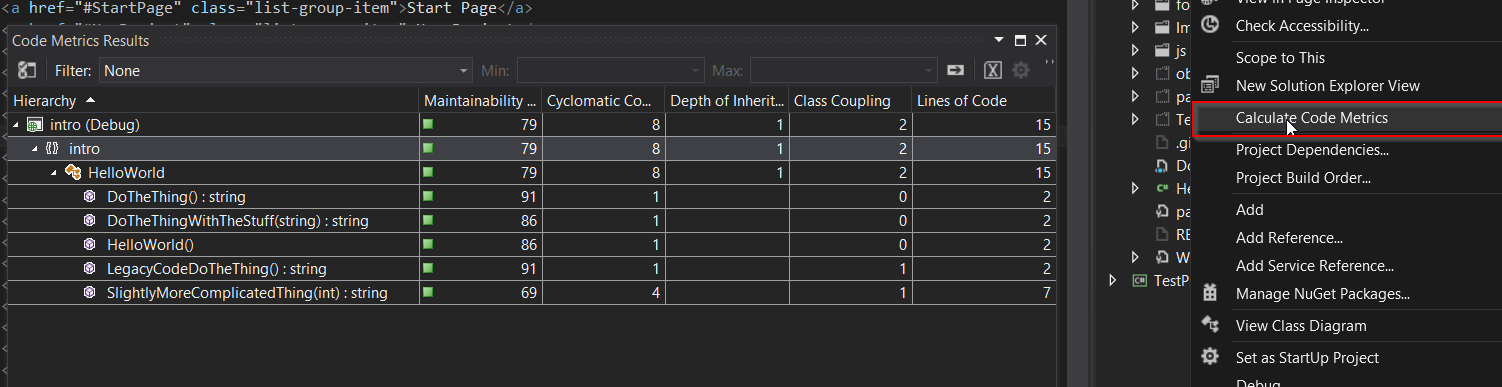 <a href="#StartPage" class="list-group-item">Start Page</a>
Code Metrics Results
Filter: None Min: Max:
Hierarchy Maintainability ... Cyclomatic Co... Depth of Inherit... Class Coupling Lines of Code
intro (Debug) 79 8 1 2 15
intro 79 8 1 2 15
HelloWorld 79 8 1 2 15
DoTheThing() : string 91 1 0 2
DoTheThingWithTheStuff(string) : string 86 1 0 2
HelloWorld() 86 1 0 2
LegacyCodeDoTheThing() : string 91 1 1 2
SlightlyMoreComplicatedThing(int) : string 69 4 1 7
fo
Im
js
ob
pa
Te
.gi
Do
C# He
pa
RE
W
C# TestP
View in Page Inspector
Check Accessibility...
Scope to This
New Solution Explorer View
Calculate Code Metrics
Project Dependencies...
Project Build Order...
Add
Add Reference...
Add Service Reference...
Manage NuGet Packages...
View Class Diagram
Set as StartUp Project
Debug